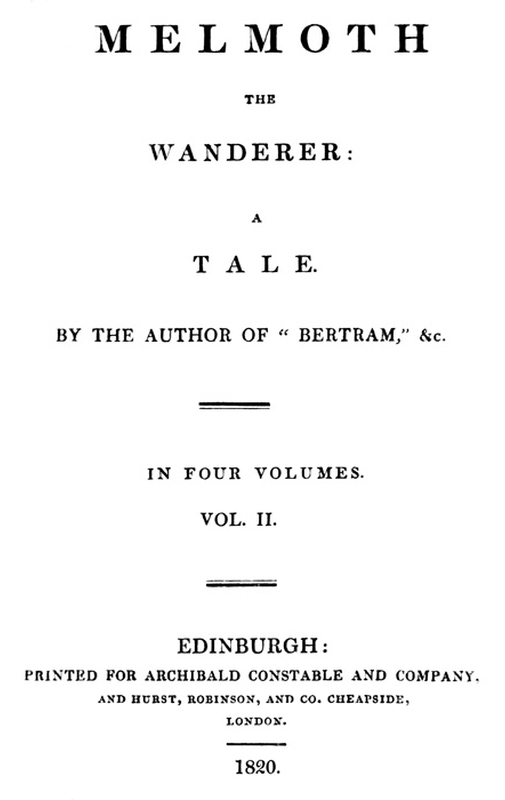 MELMOTH
THE
WANDERER:
A
TALE.
BY THE AUTHOR OF “ BERTRAM,” &c.
IN FOUR VOLUMES.
VOL. II.
EDINBURGH:
PRINTED FOR ARCHIBALD CONSTABLE AND COMPANY,
AND HURST, ROBINSON, AND CO. CHEAPSIDE,
LONDON.
1820.